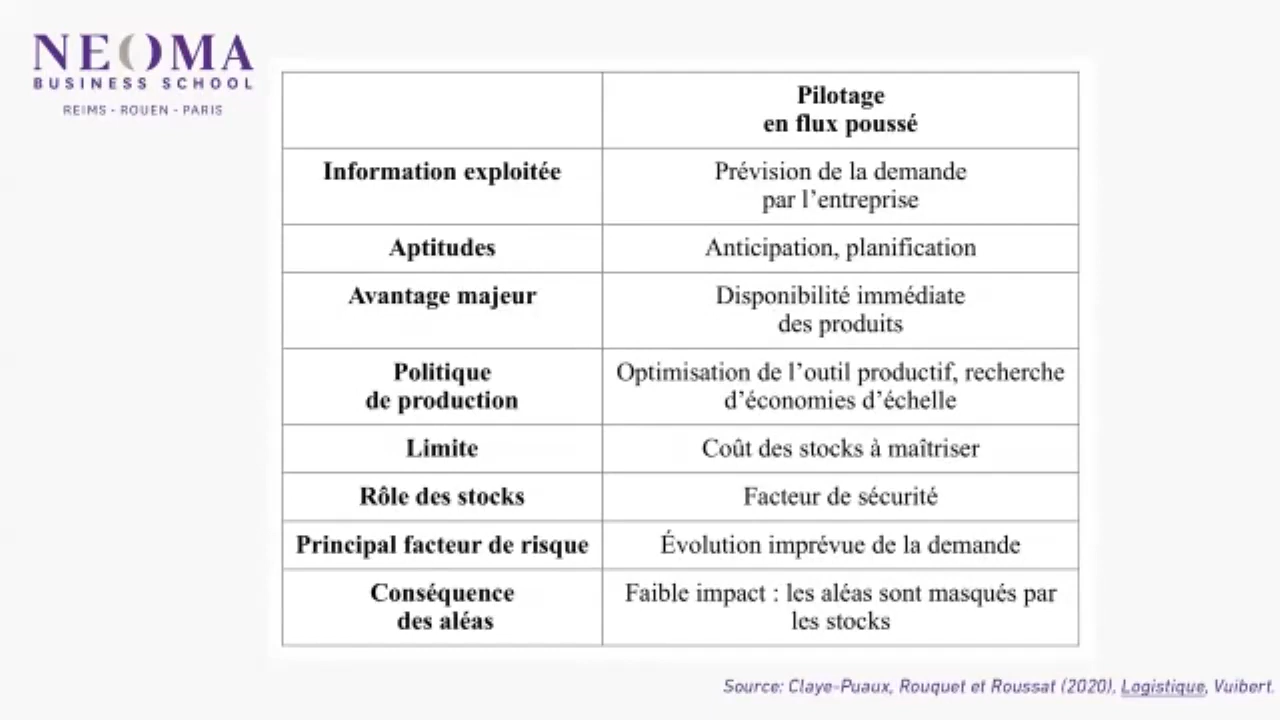 NEOMA
BUSINESS SCHOOL
REIMS - ROUEN - PARIS
Pilotage
en flux poussé
Information exploitée
Prévision de la demande
par l’entreprise
Aptitudes
Anticipation, planification
Avantage majeur
Disponibilité immédiate
des produits
Politique
de production
Optimisation de l’outil productif, recherche
d’économies d’échelle
Limite
Coût des stocks à maîtriser
Rôle des stocks
Facteur de sécurité
Principal facteur de risque
Évolution imprévue de la demande
Conséquence
des aléas
Faible impact : les aléas sont masqués par
les stocks
Source: Claye-Puaux, Rouquet et Roussat (2020), Logistique, Vuibert.